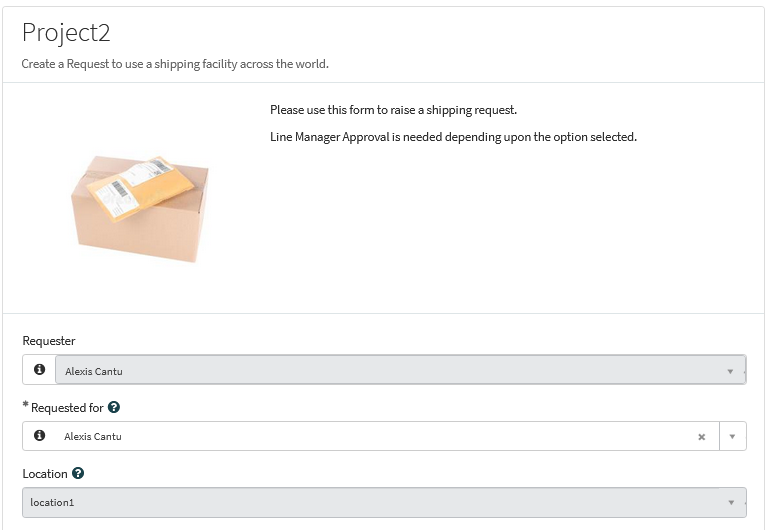 Project2
Create a Request to use a shipping facility across the world.
Please use this form to raise a shipping request.
Line Manager Approval is needed depending upon the option selected.
Requester
Alexis Cantu
* Requested for
Alexis Cantu
Location
location1